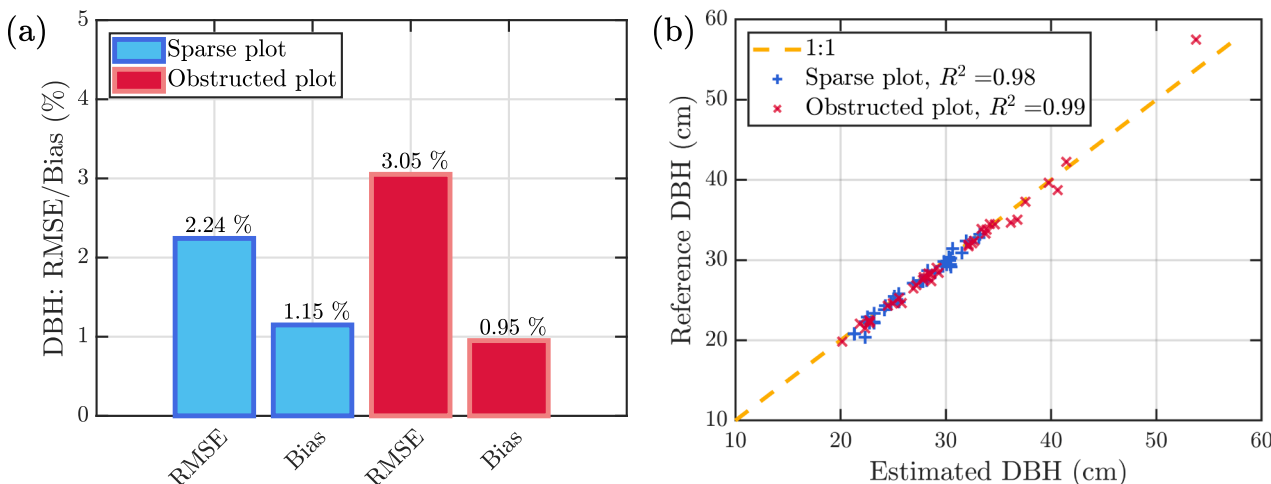 (a)
DBH: RMSE/Bias (%)
5
4
3
2
1
0
Sparse plot
Obstructed plot
2.24 %
1.15 %
3.05 %
0.95 %
RMSE
Bias
RMSE
Bias
(b)
Reference DBH (cm)
60
50
40
30
20
10
1:1
Sparse plot, R² =0.98
Obstructed plot, R² =0.99
10 20 30 40 50 60
Estimated DBH (cm)